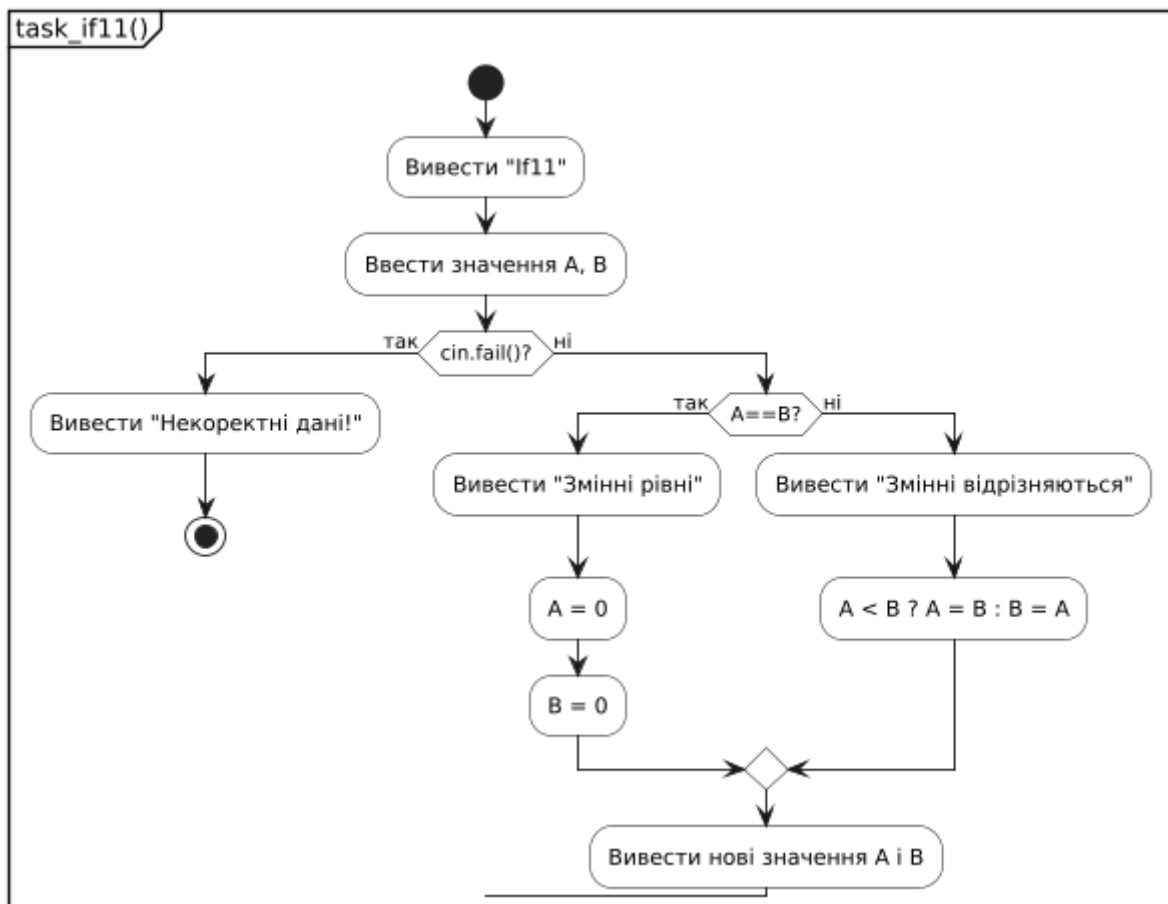 task_if11()
Вивести "If11"
Ввести значення A, B
так
cin.fail()?
ні
Вивести "Некоректні дані!"
так
A==B?
ні
Вивести "Змінні рівні"
Вивести "Змінні відрізняються"
A = 0
A < B ? A = B : B = A
B = 0
Вивести нові значення A і B